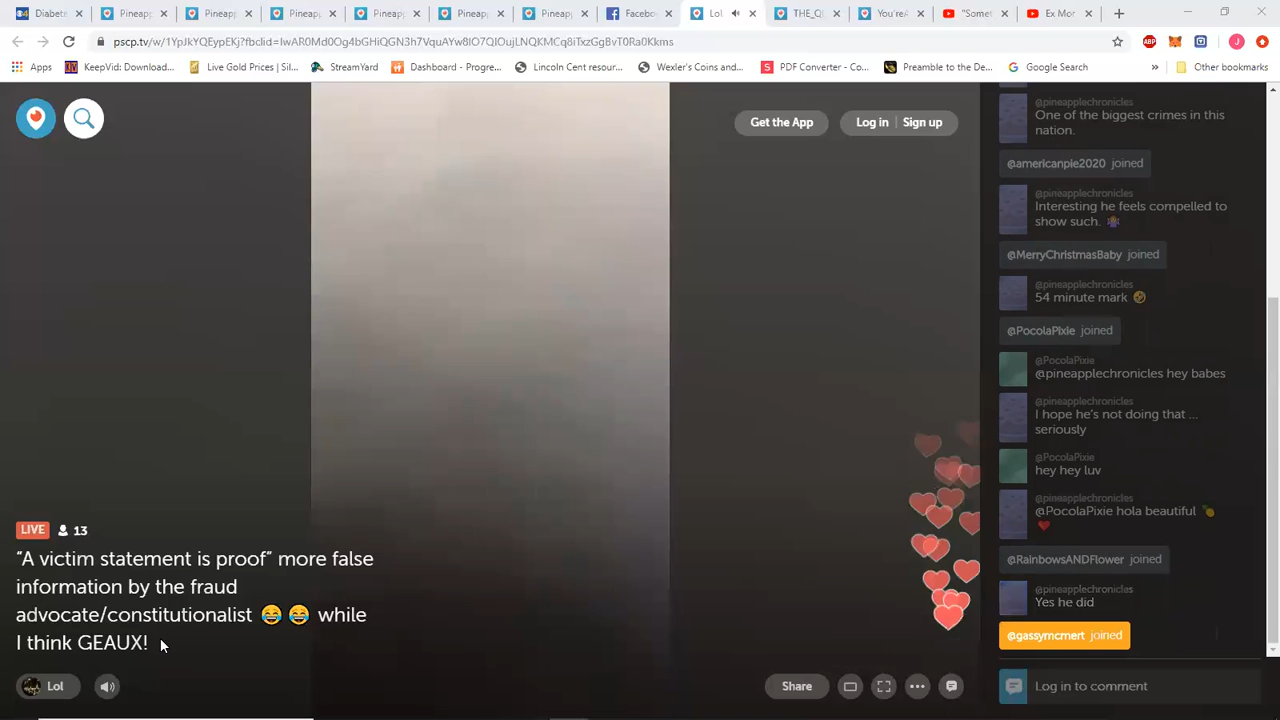 Diabete
Pineap
Pineap
Pineap
Pineap
Pineap
Pineap
Facebo
Lol
THE_Q
You're
"Somet
Ex Mor
pscp.tv/w/
Apps
KeepVid: Download...
Live Gold Prices | Sil...
StreamYard
Dashboard - Progre...
Lincoln Cent resour...
Wexler's Coins and...
PDF Converter - Co...
Preamble to the De...
Google Search
»
Other bookmarks
Get the App
Log in | Sign up
@pineapplechronicles
One of the biggest crimes in this
nation.
@americanpie2020 joined
@pineapplechronicles
Interesting he feels compelled to
show such. 🤷‍♀️
@MerryChristmasBaby joined
@pineapplechronicles
54 minute mark 🤣
@PocolaPixie joined
@PocolaPixie
@pineapplechronicles hey babes
@pineapplechronicles
I hope he's not doing that ...
seriously
@PocolaPixie
hey hey luv
@pineapplechronicles
@PocolaPixie hola beautiful 🍍
❤️
@RainbowsANDFlower joined
@pineapplechronicles
Yes he did
@gassymcmert joined
Log in to comment
LIVE 13
“A victim statement is proof” more false
information by the fraud
advocate/constitutionalist 😂 😂 while
I think GEAUX!
Lol
Share